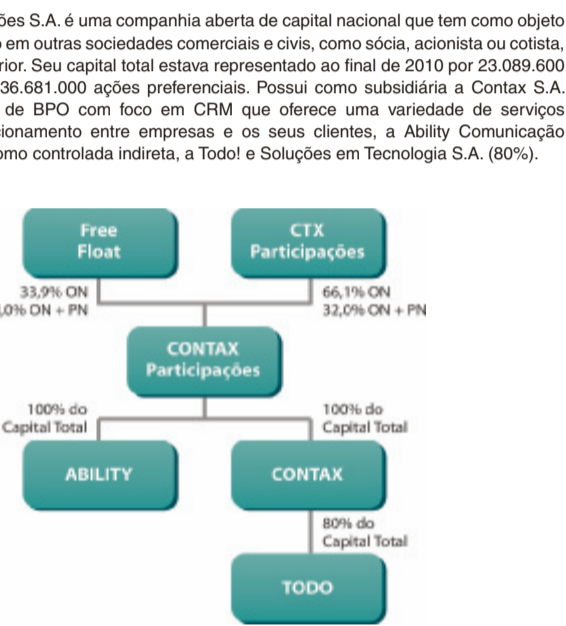 ões S.A. é uma companhia aberta de capital nacional que tem como objeto
o em outras sociedades comerciais e civis, como sócia, acionista ou cotista,
rior. Seu capital total estava representado ao final de 2010 por 23.089.600
36.681.000 ações preferenciais. Possui como subsidiária a Contax S.A.
de BPO com foco em CRM que oferece uma variedade de serviços
cionamento entre empresas e os seus clientes, a Ability Comunicação
omo controlada indireta, a Todo! e Soluções em Tecnologia S.A. (80%).
Free
Float
CTX
Participações
33,9% ON
,0% ON + PN
66,1% ON
32,0% ON + PN
CONTAX
Participações
100% do
Capital Total
100% do
Capital Total
ABILITY
CONTAX
80% do
Capital Total
TODO